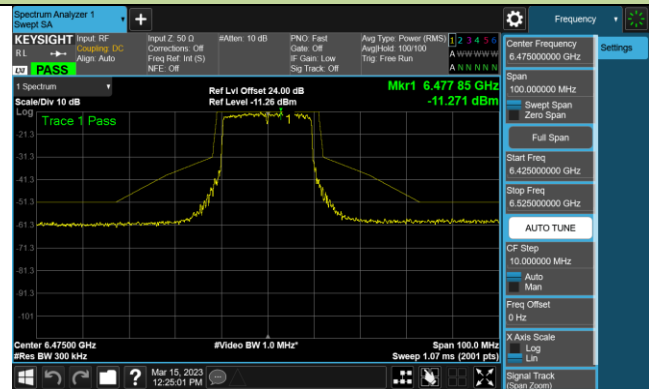 Spectrum Analyzer 1
Swept SA
+
Frequency
KEYSIGHT
RL
LXI
PASS
Input: RF
Coupling: DC
Align: Auto
Input Z: 50 Ω
Corrections: Off
Freq Ref: Int (S)
NFE: Off
#Atten: 10 dB
PNO: Fast
Gate: Off
IF Gain: Low
Sig Track: Off
Avg Type: Power (RMS)
Avg|Hold: 100/100
Trig: Free Run
1 2 3 4 5 6
A W W W W W
A N N N N N
1 Spectrum
Scale/Div 10 dB
Ref Lvl Offset 24.00 dB
Ref Level -11.26 dBm
Mkr1 6.477 85 GHz
-11.271 dBm
Log
Trace 1 Pass
1
-21.3
-31.3
-41.3
-51.3
-61.3
-71.3
-81.3
-91.3
-101
Center 6.47500 GHz
#Res BW 300 kHz
#Video BW 1.0 MHz*
Span 100.0 MHz
Sweep 1.07 ms (2001 pts)
Center Frequency
6.475000000 GHz
Settings
Span
100.000000 MHz
Swept Span
Zero Span
Full Span
Start Freq
6.425000000 GHz
Stop Freq
6.525000000 GHz
AUTO TUNE
CF Step
10.000000 MHz
Auto
Man
Freq Offset
0 Hz
X Axis Scale
Log
Lin
Signal Track
(Span Zoom)
?
Mar 15, 2023
12:25:01 PM